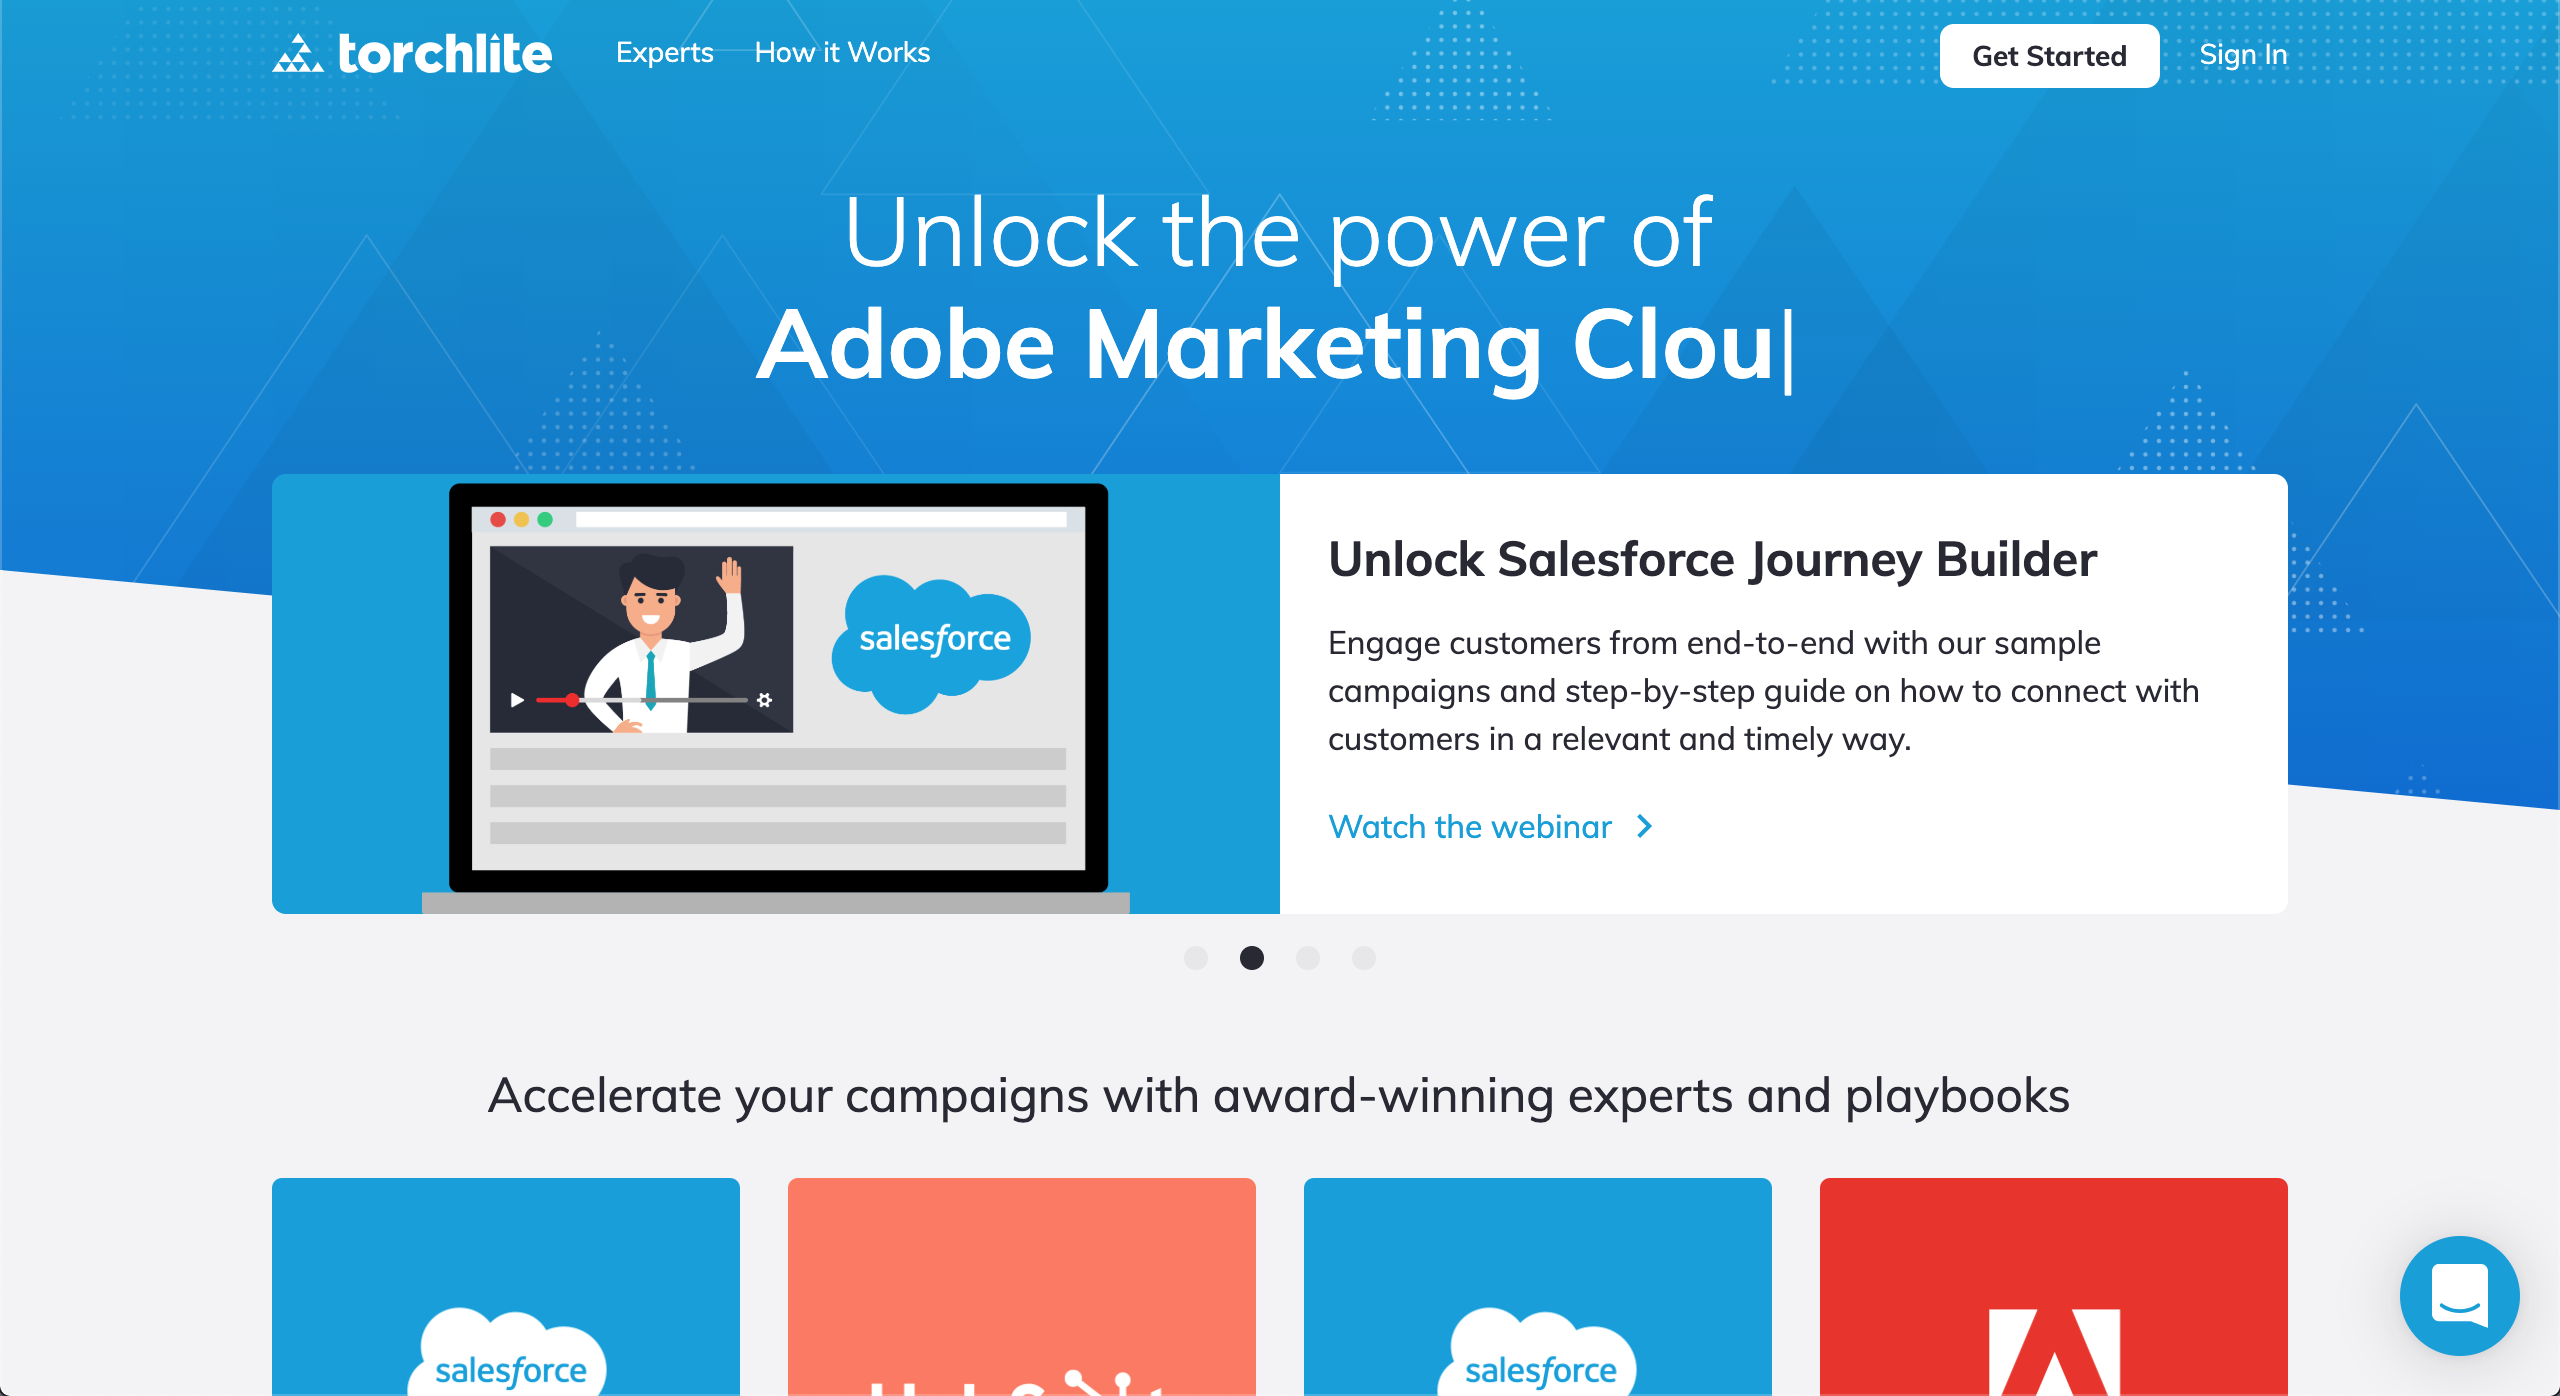 torchlite
Experts
How it Works
Get Started
Sign In
Unlock the power of
Adobe Marketing Clou|
salesforce
Unlock Salesforce Journey Builder
Engage customers from end-to-end with our sample
campaigns and step-by-step guide on how to connect with
customers in a relevant and timely way.
Watch the webinar
Accelerate your campaigns with award-winning experts and playbooks
salesforce
salesforce